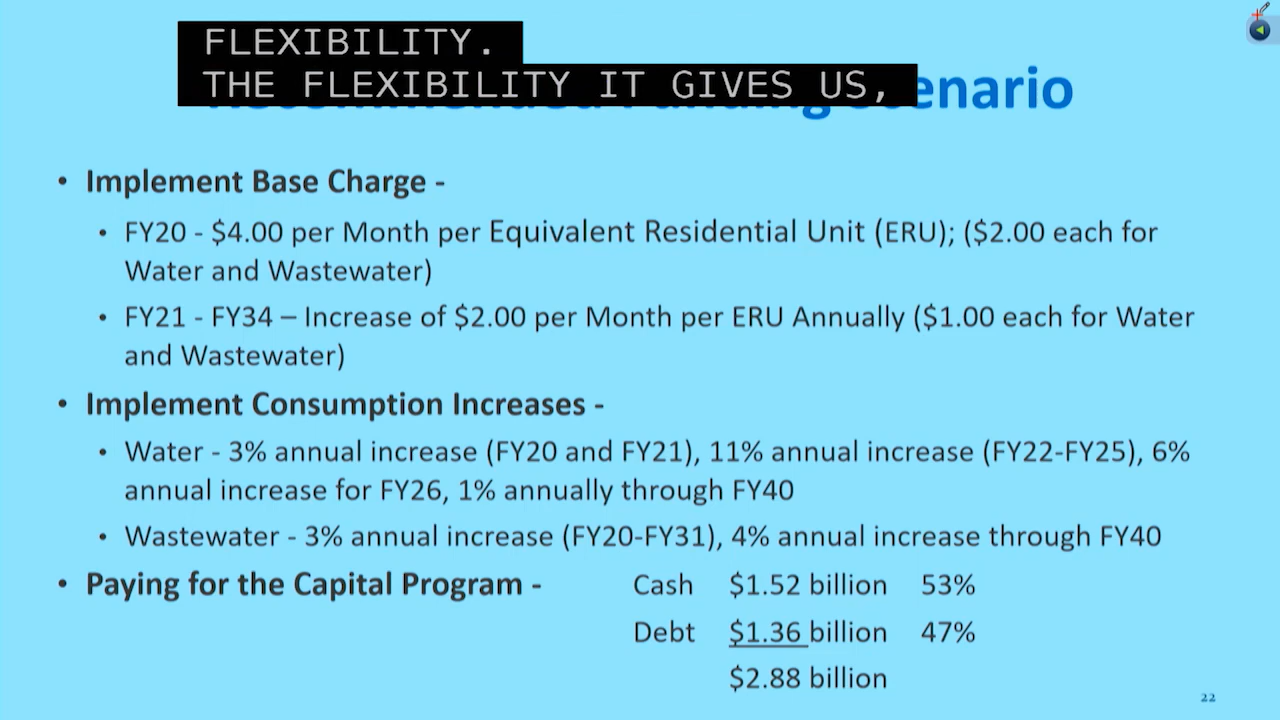 FLEXIBILITY.
THE FLEXIBILITY IT GIVES US,
• Implement Base Charge -
• FY20 - $4.00 per Month per Equivalent Residential Unit (ERU); ($2.00 each for
Water and Wastewater)
• FY21 - FY34 – Increase of $2.00 per Month per ERU Annually ($1.00 each for Water
and Wastewater)
• Implement Consumption Increases -
• Water - 3% annual increase (FY20 and FY21), 11% annual increase (FY22-FY25), 6%
annual increase for FY26, 1% annually through FY40
• Wastewater - 3% annual increase (FY20-FY31), 4% annual increase through FY40
• Paying for the Capital Program - Cash $1.52 billion 53%
Debt $1.36 billion 47%
$2.88 billion
22